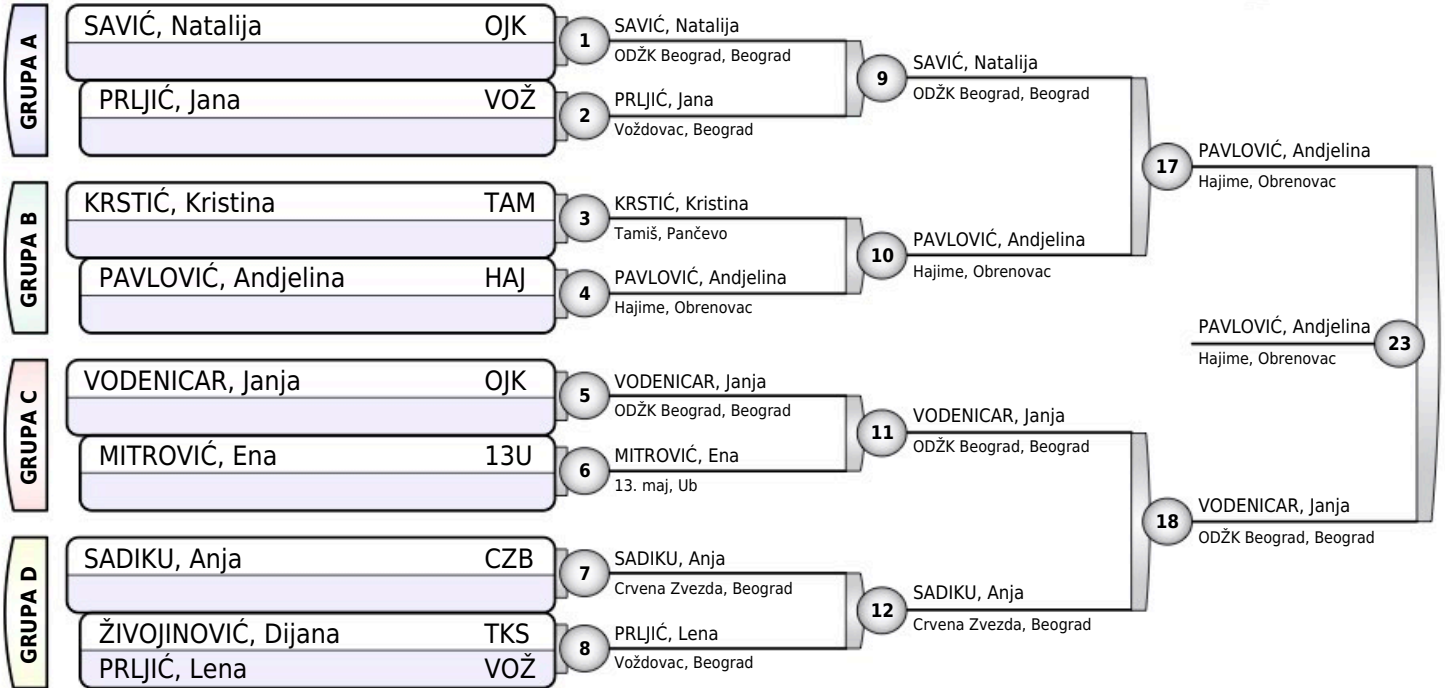 GRUPA A
SAVIĆ, Natalija OJK
PRLJIĆ, Jana VOŽ
GRUPA B
KRSTIĆ, Kristina TAM
PAVLOVIĆ, Andjelina HAJ
GRUPA C
VODENICAR, Janja OJK
MITROVIĆ, Ena 13U
GRUPA D
SADIKU, Anja CZB
ŽIVOJINOVIĆ, Dijana TKS
PRLJIĆ, Lena VOŽ
1
SAVIĆ, Natalija
ODŽK Beograd, Beograd
2
PRLJIĆ, Jana
Voždovac, Beograd
3
KRSTIĆ, Kristina
Tamiš, Pančevo
4
PAVLOVIĆ, Andjelina
Hajime, Obrenovac
5
VODENICAR, Janja
ODŽK Beograd, Beograd
6
MITROVIĆ, Ena
13. maj, Ub
7
SADIKU, Anja
Crvena Zvezda, Beograd
8
PRLJIĆ, Lena
Voždovac, Beograd
9
SAVIĆ, Natalija
ODŽK Beograd, Beograd
10
PAVLOVIĆ, Andjelina
Hajime, Obrenovac
11
VODENICAR, Janja
ODŽK Beograd, Beograd
12
SADIKU, Anja
Crvena Zvezda, Beograd
17
PAVLOVIĆ, Andjelina
Hajime, Obrenovac
18
VODENICAR, Janja
ODŽK Beograd, Beograd
PAVLOVIĆ, Andjelina
Hajime, Obrenovac
23